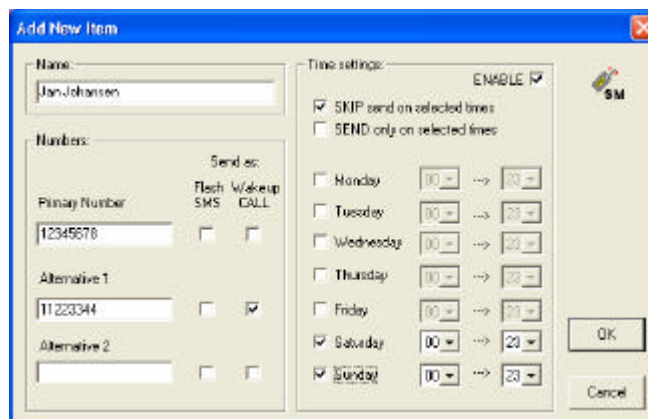 Add New Item
Name:
Jan Johansen
Numbers:
Send as:
Flash SMS
Wakeup CALL
Primary Number
12345678
Alternative 1
11223344
Alternative 2
Time settings:
ENABLE
SKIP send on selected times
SEND only on selected times
Monday 00 --> 23
Tuesday 00 --> 23
Wednesday 00 --> 23
Thursday 00 --> 23
Friday 00 --> 23
Saturday 00 --> 23
Sunday 00 --> 23
SM
OK
Cancel